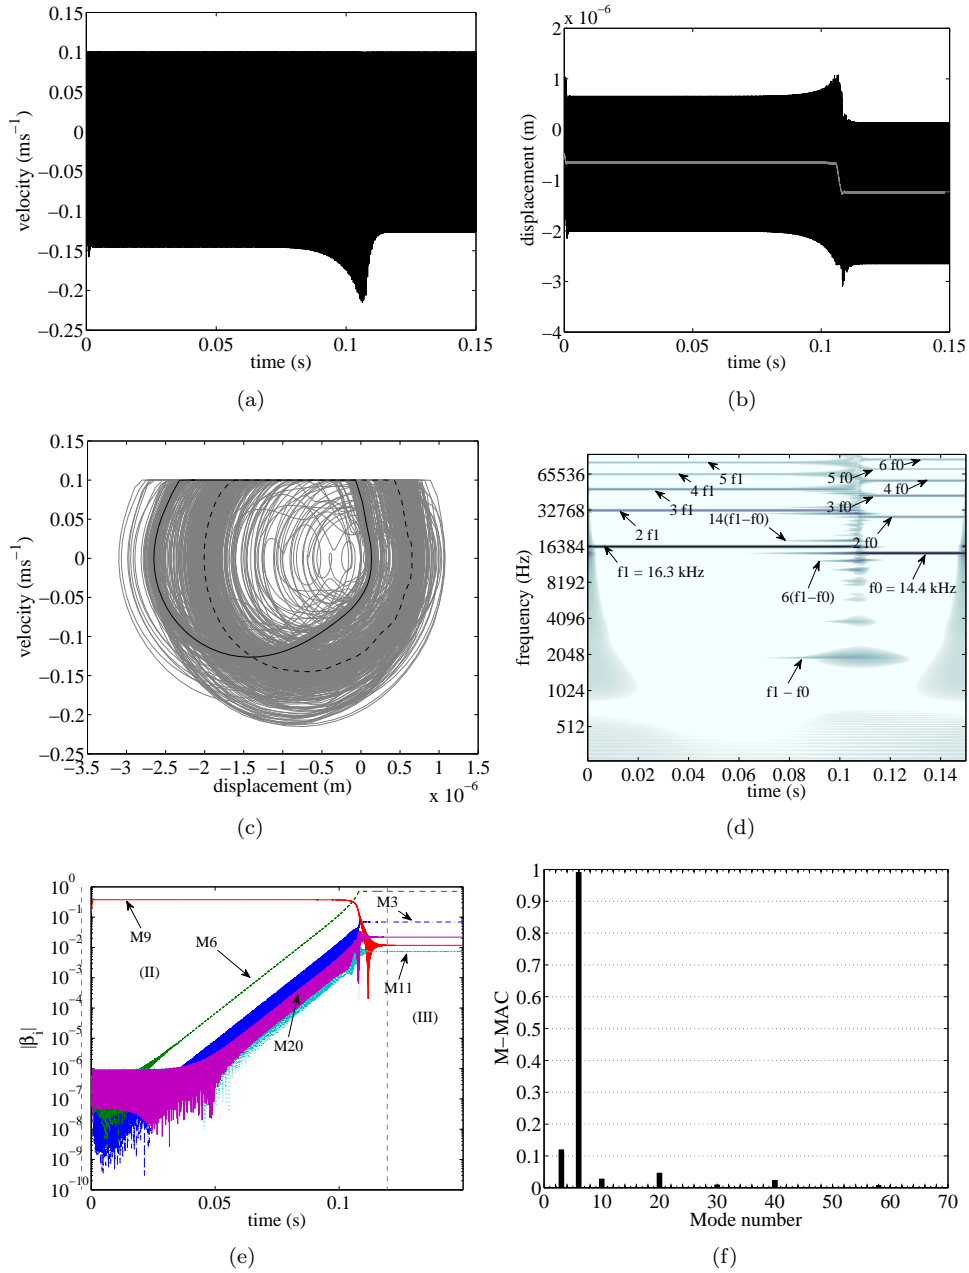 0.15
0.1
0.05
0
−0.05
−0.1
−0.15
−0.2
−0.25
velocity (ms−1)
0 0.05 0.1 0.15
time (s)
(a)
x 10−6
2
1
0
−1
−2
−3
−4
displacement (m)
0 0.05 0.1 0.15
time (s)
(b)
0.15
0.1
0.05
0
−0.05
−0.1
−0.15
−0.2
−0.25
velocity (ms−1)
−3.5 −3 −2.5 −2 −1.5 −1 −0.5 0 0.5 1 1.5
displacement (m)
x 10−6
(c)
65536
32768
16384
8192
4096
2048
1024
512
frequency (Hz)
6 f0
5 f0
5 f1
4 f1
4 f0
3 f1
3 f0
14(f1−f0)
2 f1
2 f0
f1 = 16.3 kHz
6(f1−f0)
f0 = 14.4 kHz
f1 − f0
0 0.02 0.04 0.06 0.08 0.1 0.12 0.14
time (s)
(d)
10 0
10 −1
10 −2
10 −3
10 −4
10 −5
10 −6
10 −7
10 −8
10 −9
10 −10
|βi|
M3
M9
M6
(II)
M11
(III)
M20
0 0.05 0.1
time (s)
(e)
1
0.9
0.8
0.7
0.6
0.5
0.4
0.3
0.2
0.1
0
M−MAC
0 10 20 30 40 50 60 70
Mode number
(f)